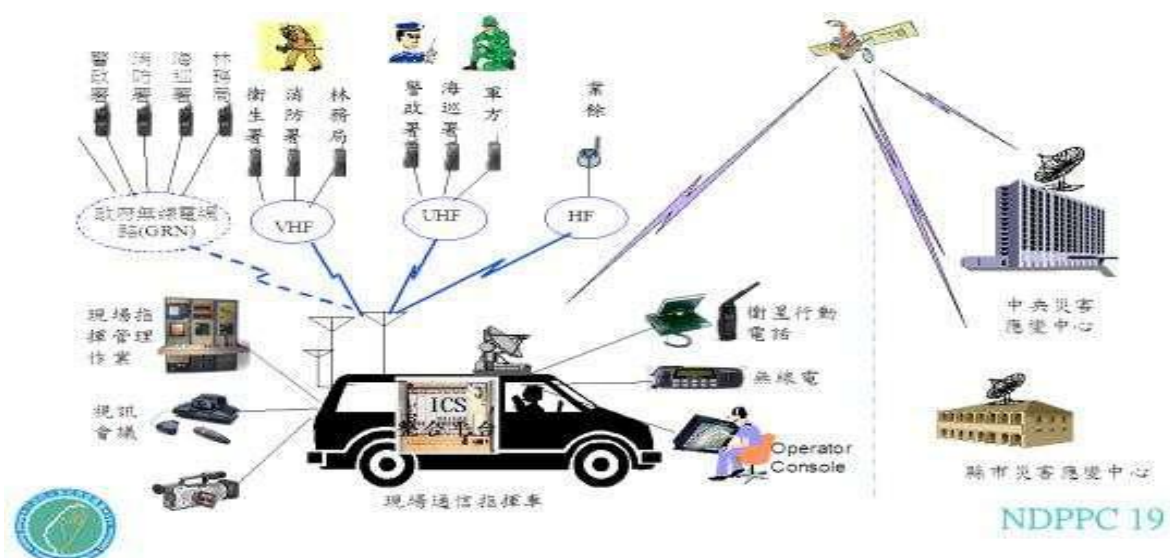 警政署
消防署
海巡署
林務局
衛生署
消防署
林務局
警政署
海巡署
軍方
業餘
政府無線電網
路(GRN)
VHF
UHF
HF
現場指
揮管理
作業
視訊
會議
衛星行動
電話
無線電
ICS
整合平台
Operator
Console
現場通信指揮車
中央災害
應變中心
縣市災害應變中心
NDPPC 19